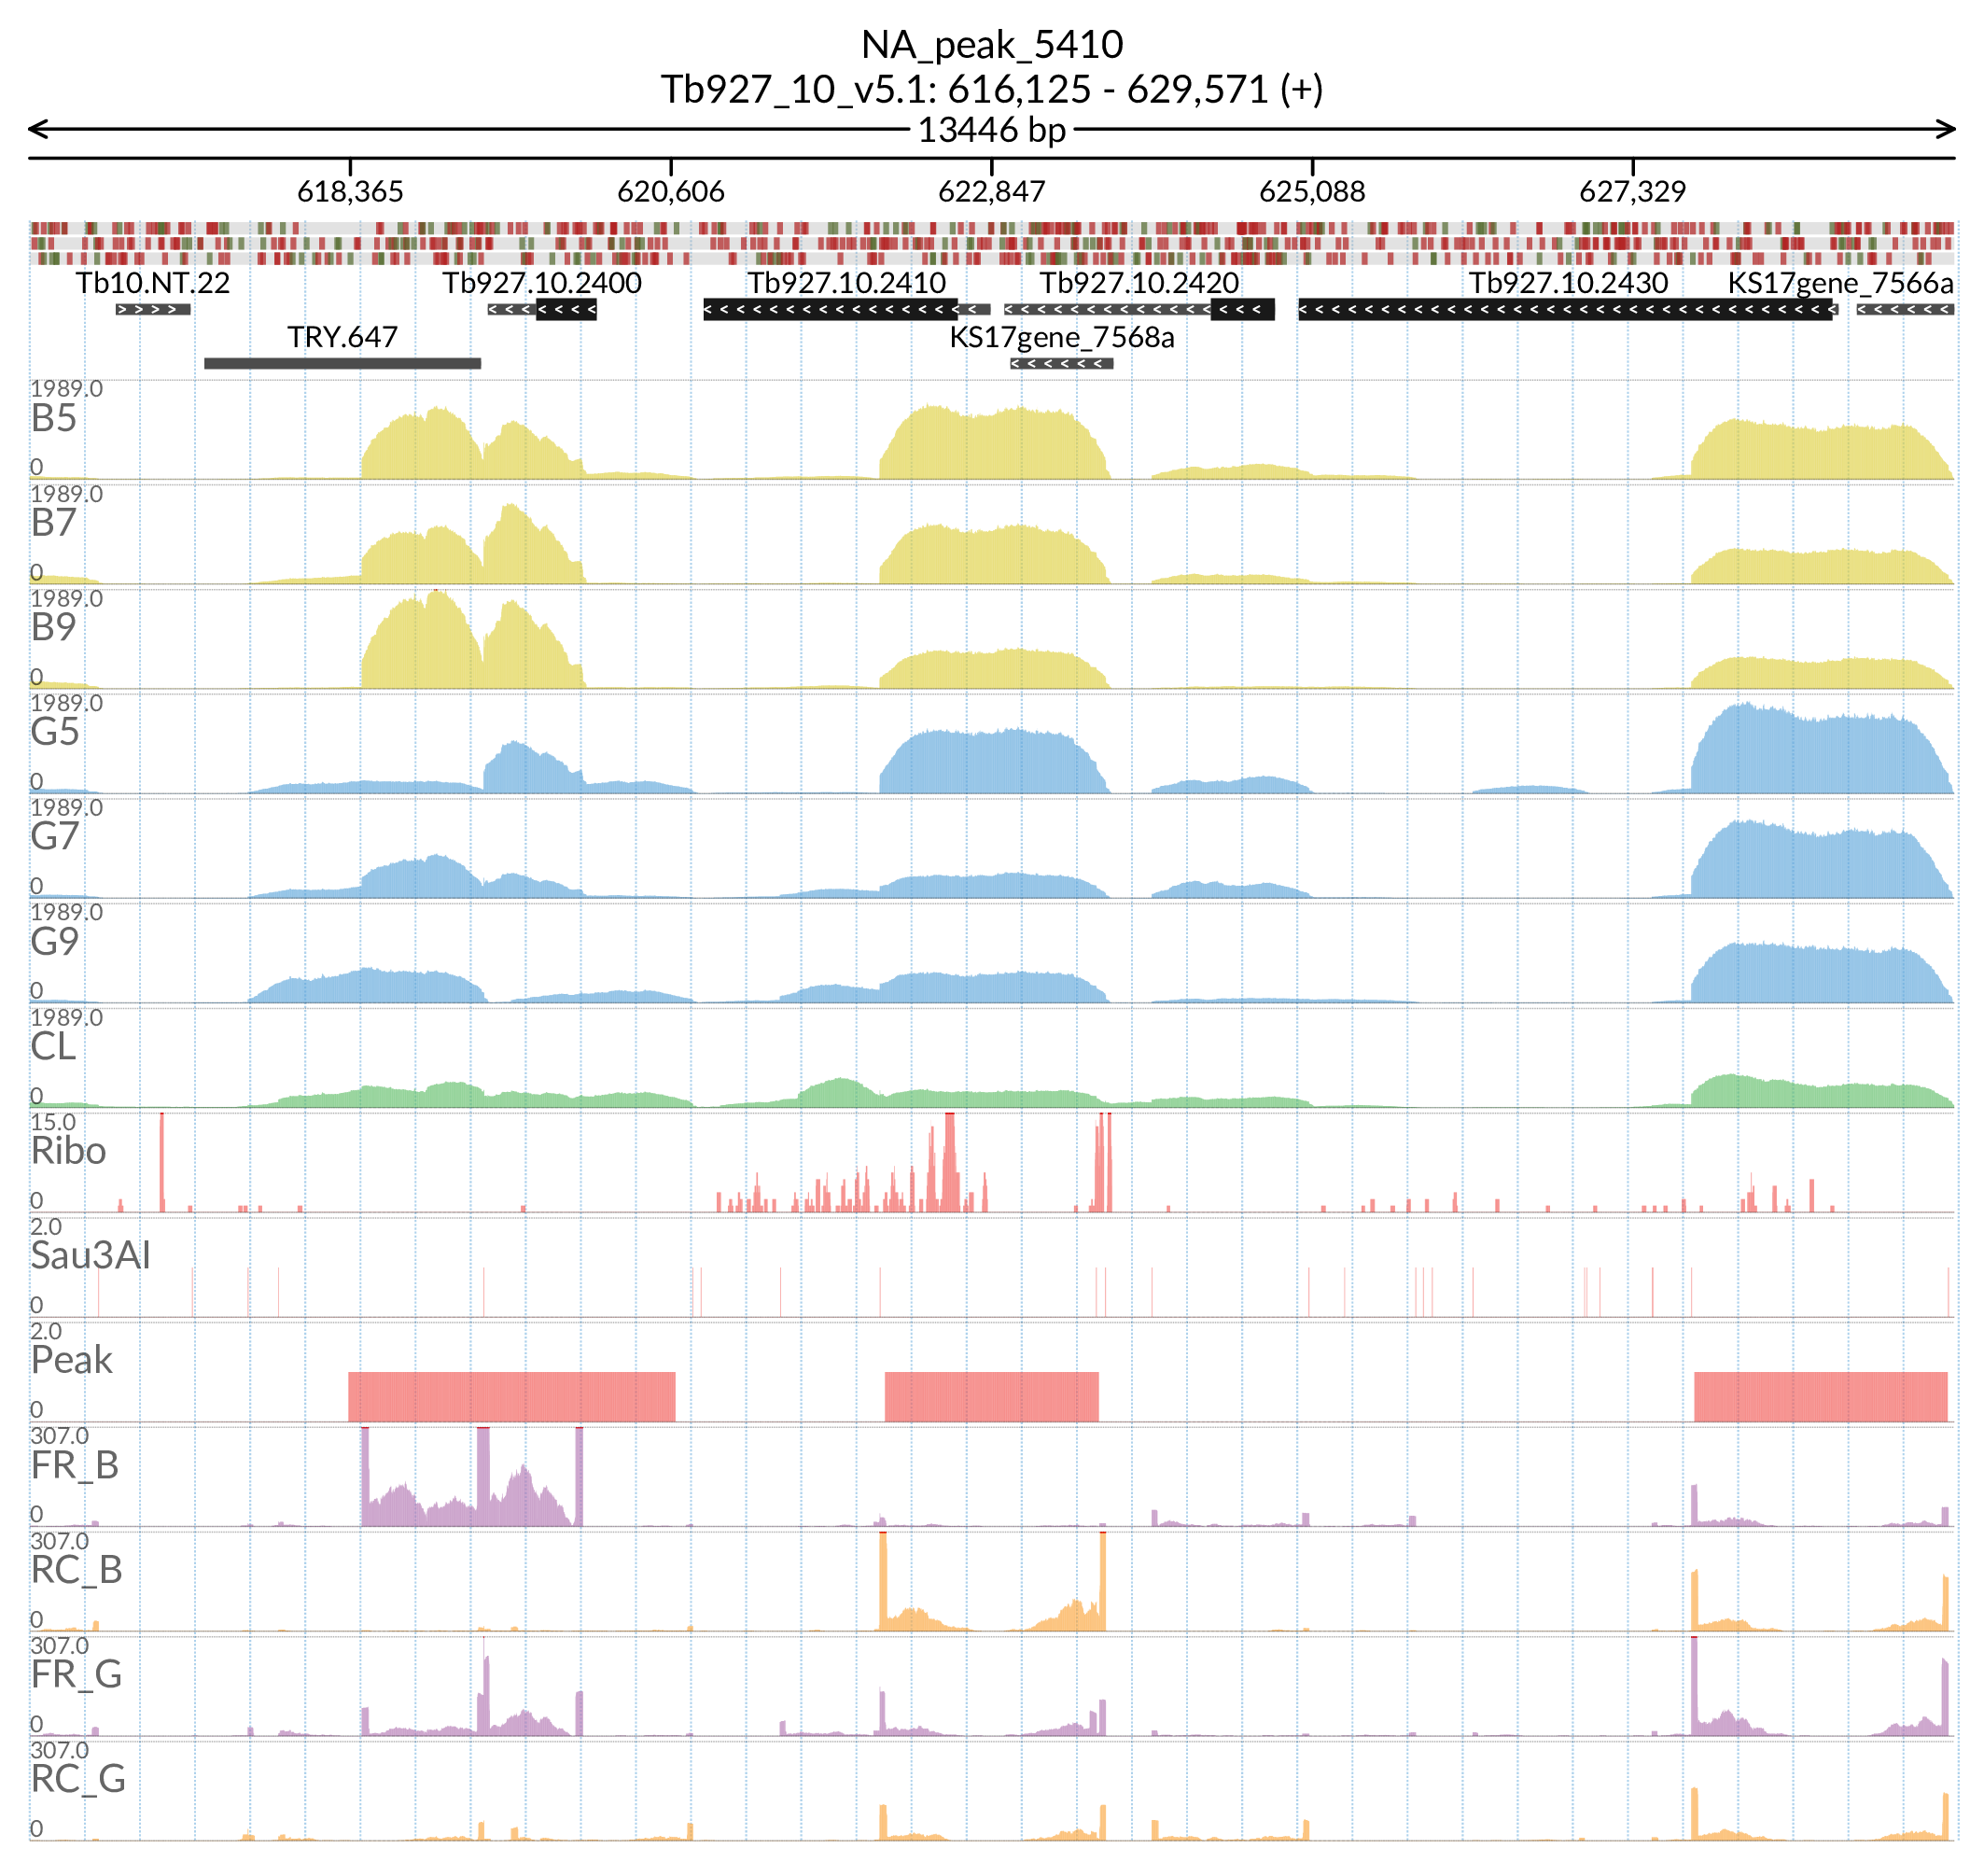 NA_peak_5410
Tb927_10_v5.1: 616,125 - 629,571 (+)
13446 bp
618,365 620,606 622,847 625,088 627,329
Tb10.NT.22 Tb927.10.2400 Tb927.10.2410 Tb927.10.2420 Tb927.10.2430 KS17gene_7566a
TRY.647 KS17gene_7568a
1989.0
B5
0
1989.0
B7
0
1989.0
B9
0
1989.0
G5
0
1989.0
G7
0
1989.0
G9
0
1989.0
CL
0
15.0
Ribo
0
2.0
Sau3AI
0
2.0
Peak
0
307.0
FR_B
0
307.0
RC_B
0
307.0
FR_G
0
307.0
RC_G
0